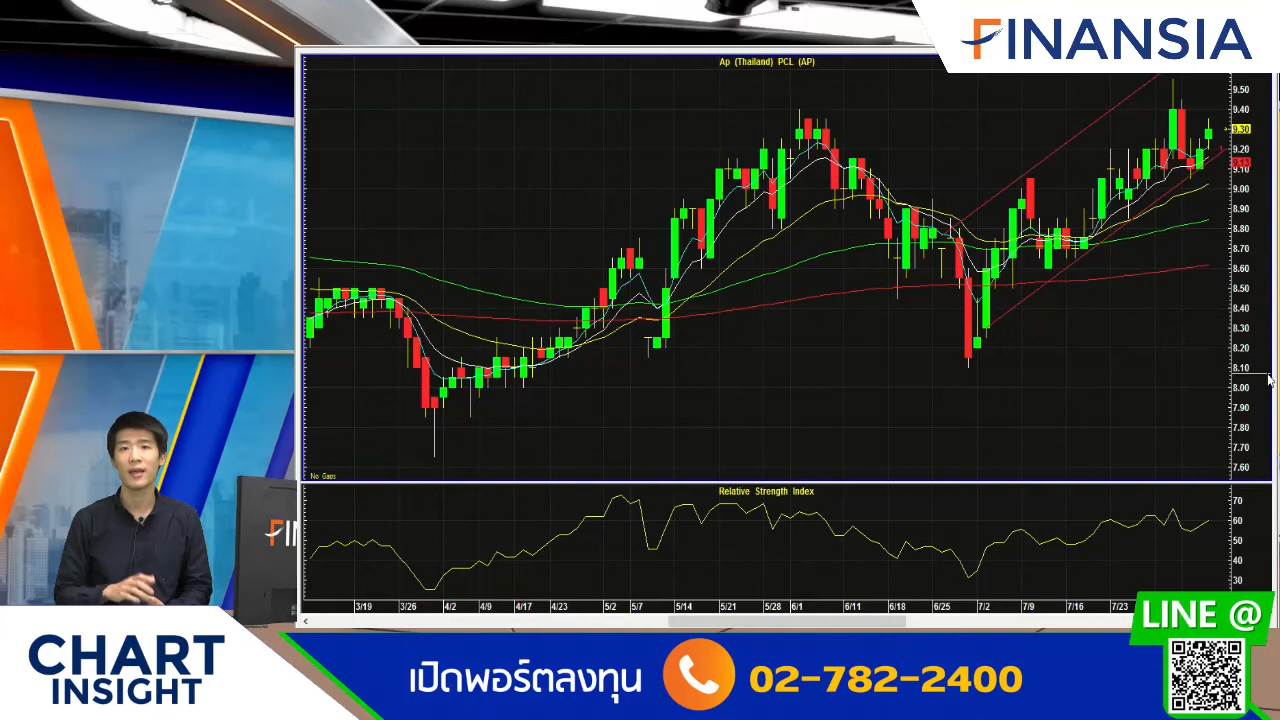 FINANSIA
Ap (Thailand) PCL (AP)
9.50
9.40
9.30
9.20
9.13
9.10
9.00
8.90
8.80
8.70
8.60
8.50
8.40
8.30
8.20
8.10
8.00
7.90
7.80
7.70
7.60
No Gaps
Relative Strength Index
70
60
50
40
30
3/19 3/26 4/2 4/9 4/17 4/23 5/2 5/7 5/14 5/21 5/28 6/1 6/11 6/18 6/25 7/2 7/9 7/16 7/23
FIN
LINE @
CHART
INSIGHT
เปิดพอร์ตลงทุน 02-782-2400